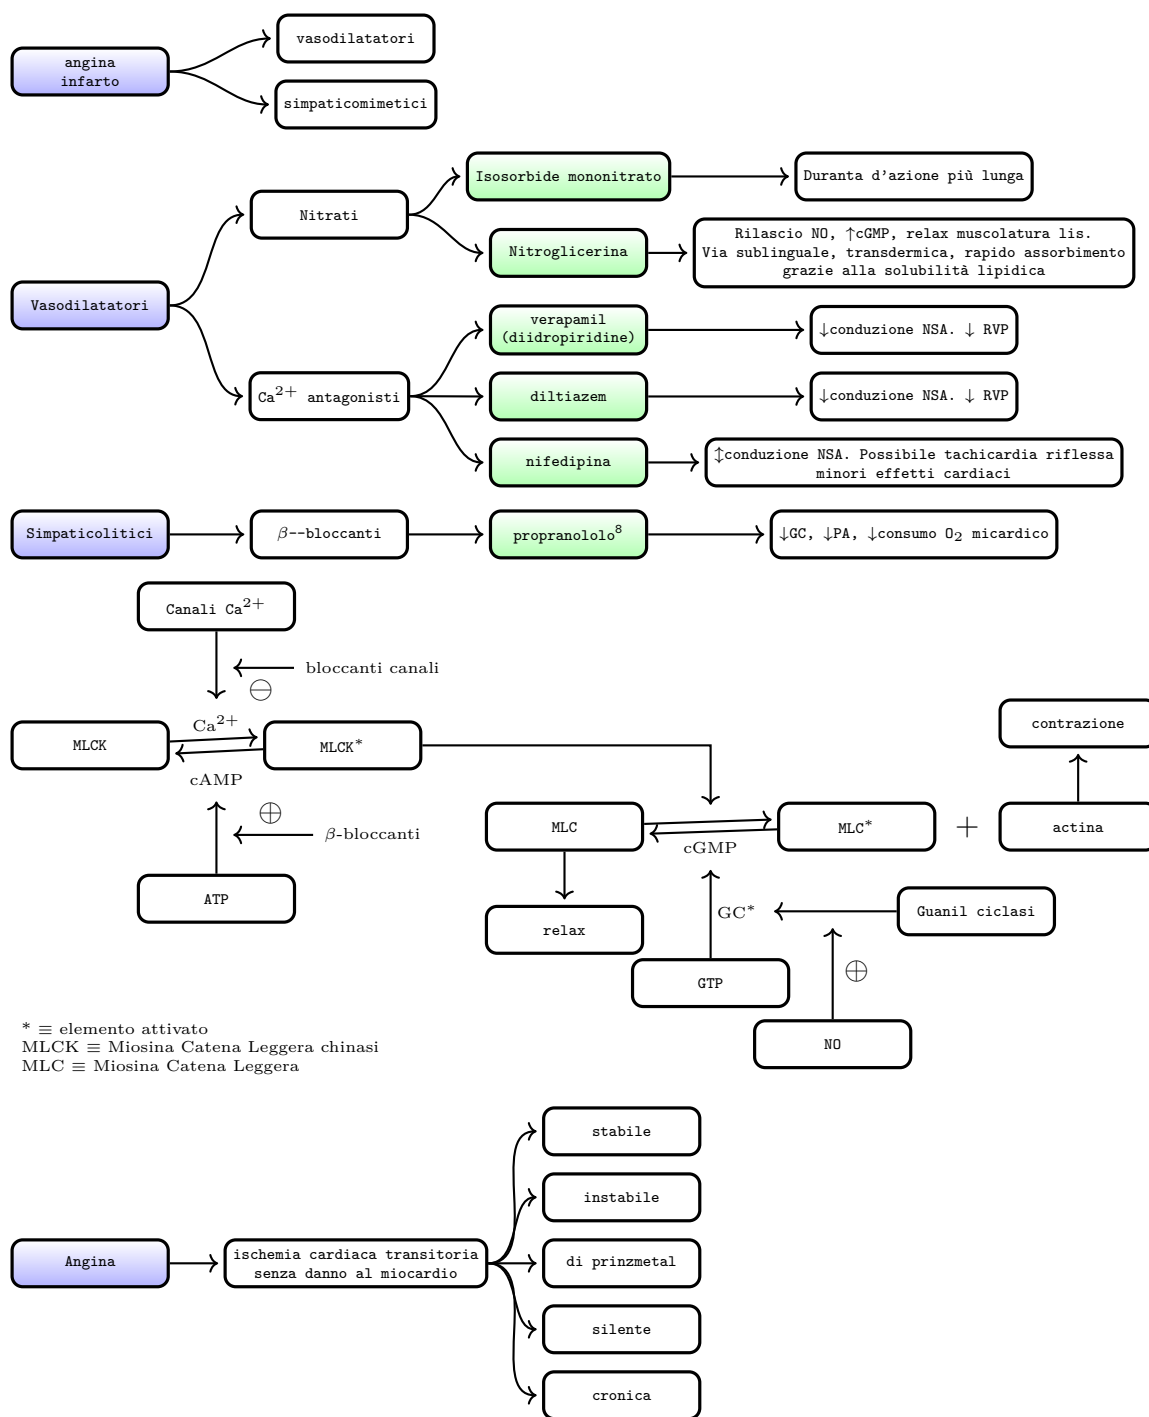 angina
infarto
vasodilatatori
simpaticomimetici
Vasodilatatori
Nitrati
Isosorbide mononitrato
Duranta d'azione più lunga
Nitroglicerina
Rilascio NO, ↑cGMP, relax muscolatura lis.
Via sublinguale, transdermica, rapido assorbimento
grazie alla solubilità lipidica
Ca²⁺ antagonisti
verapamil
(diidropiridine)
↓conduzione NSA. ↓ RVP
diltiazem
↓conduzione NSA. ↓ RVP
nifedipina
↕conduzione NSA. Possibile tachicardia riflessa
minori effetti cardiaci
Simpaticolitici
β--bloccanti
propranololo⁸
↓GC, ↓PA, ↓consumo O₂ micardico
Canali Ca²⁺
bloccanti canali
⊖
MLCK
Ca²⁺
MLCK*
cAMP
⊕
β-bloccanti
ATP
contrazione
MLC
MLC*
+
actina
cGMP
relax
GC*
Guanil ciclasi
GTP
⊕
NO
* ≡ elemento attivato
MLCK ≡ Miosina Catena Leggera chinasi
MLC ≡ Miosina Catena Leggera
Angina
ischemia cardiaca transitoria
senza danno al miocardio
stabile
instabile
di prinzmetal
silente
cronica